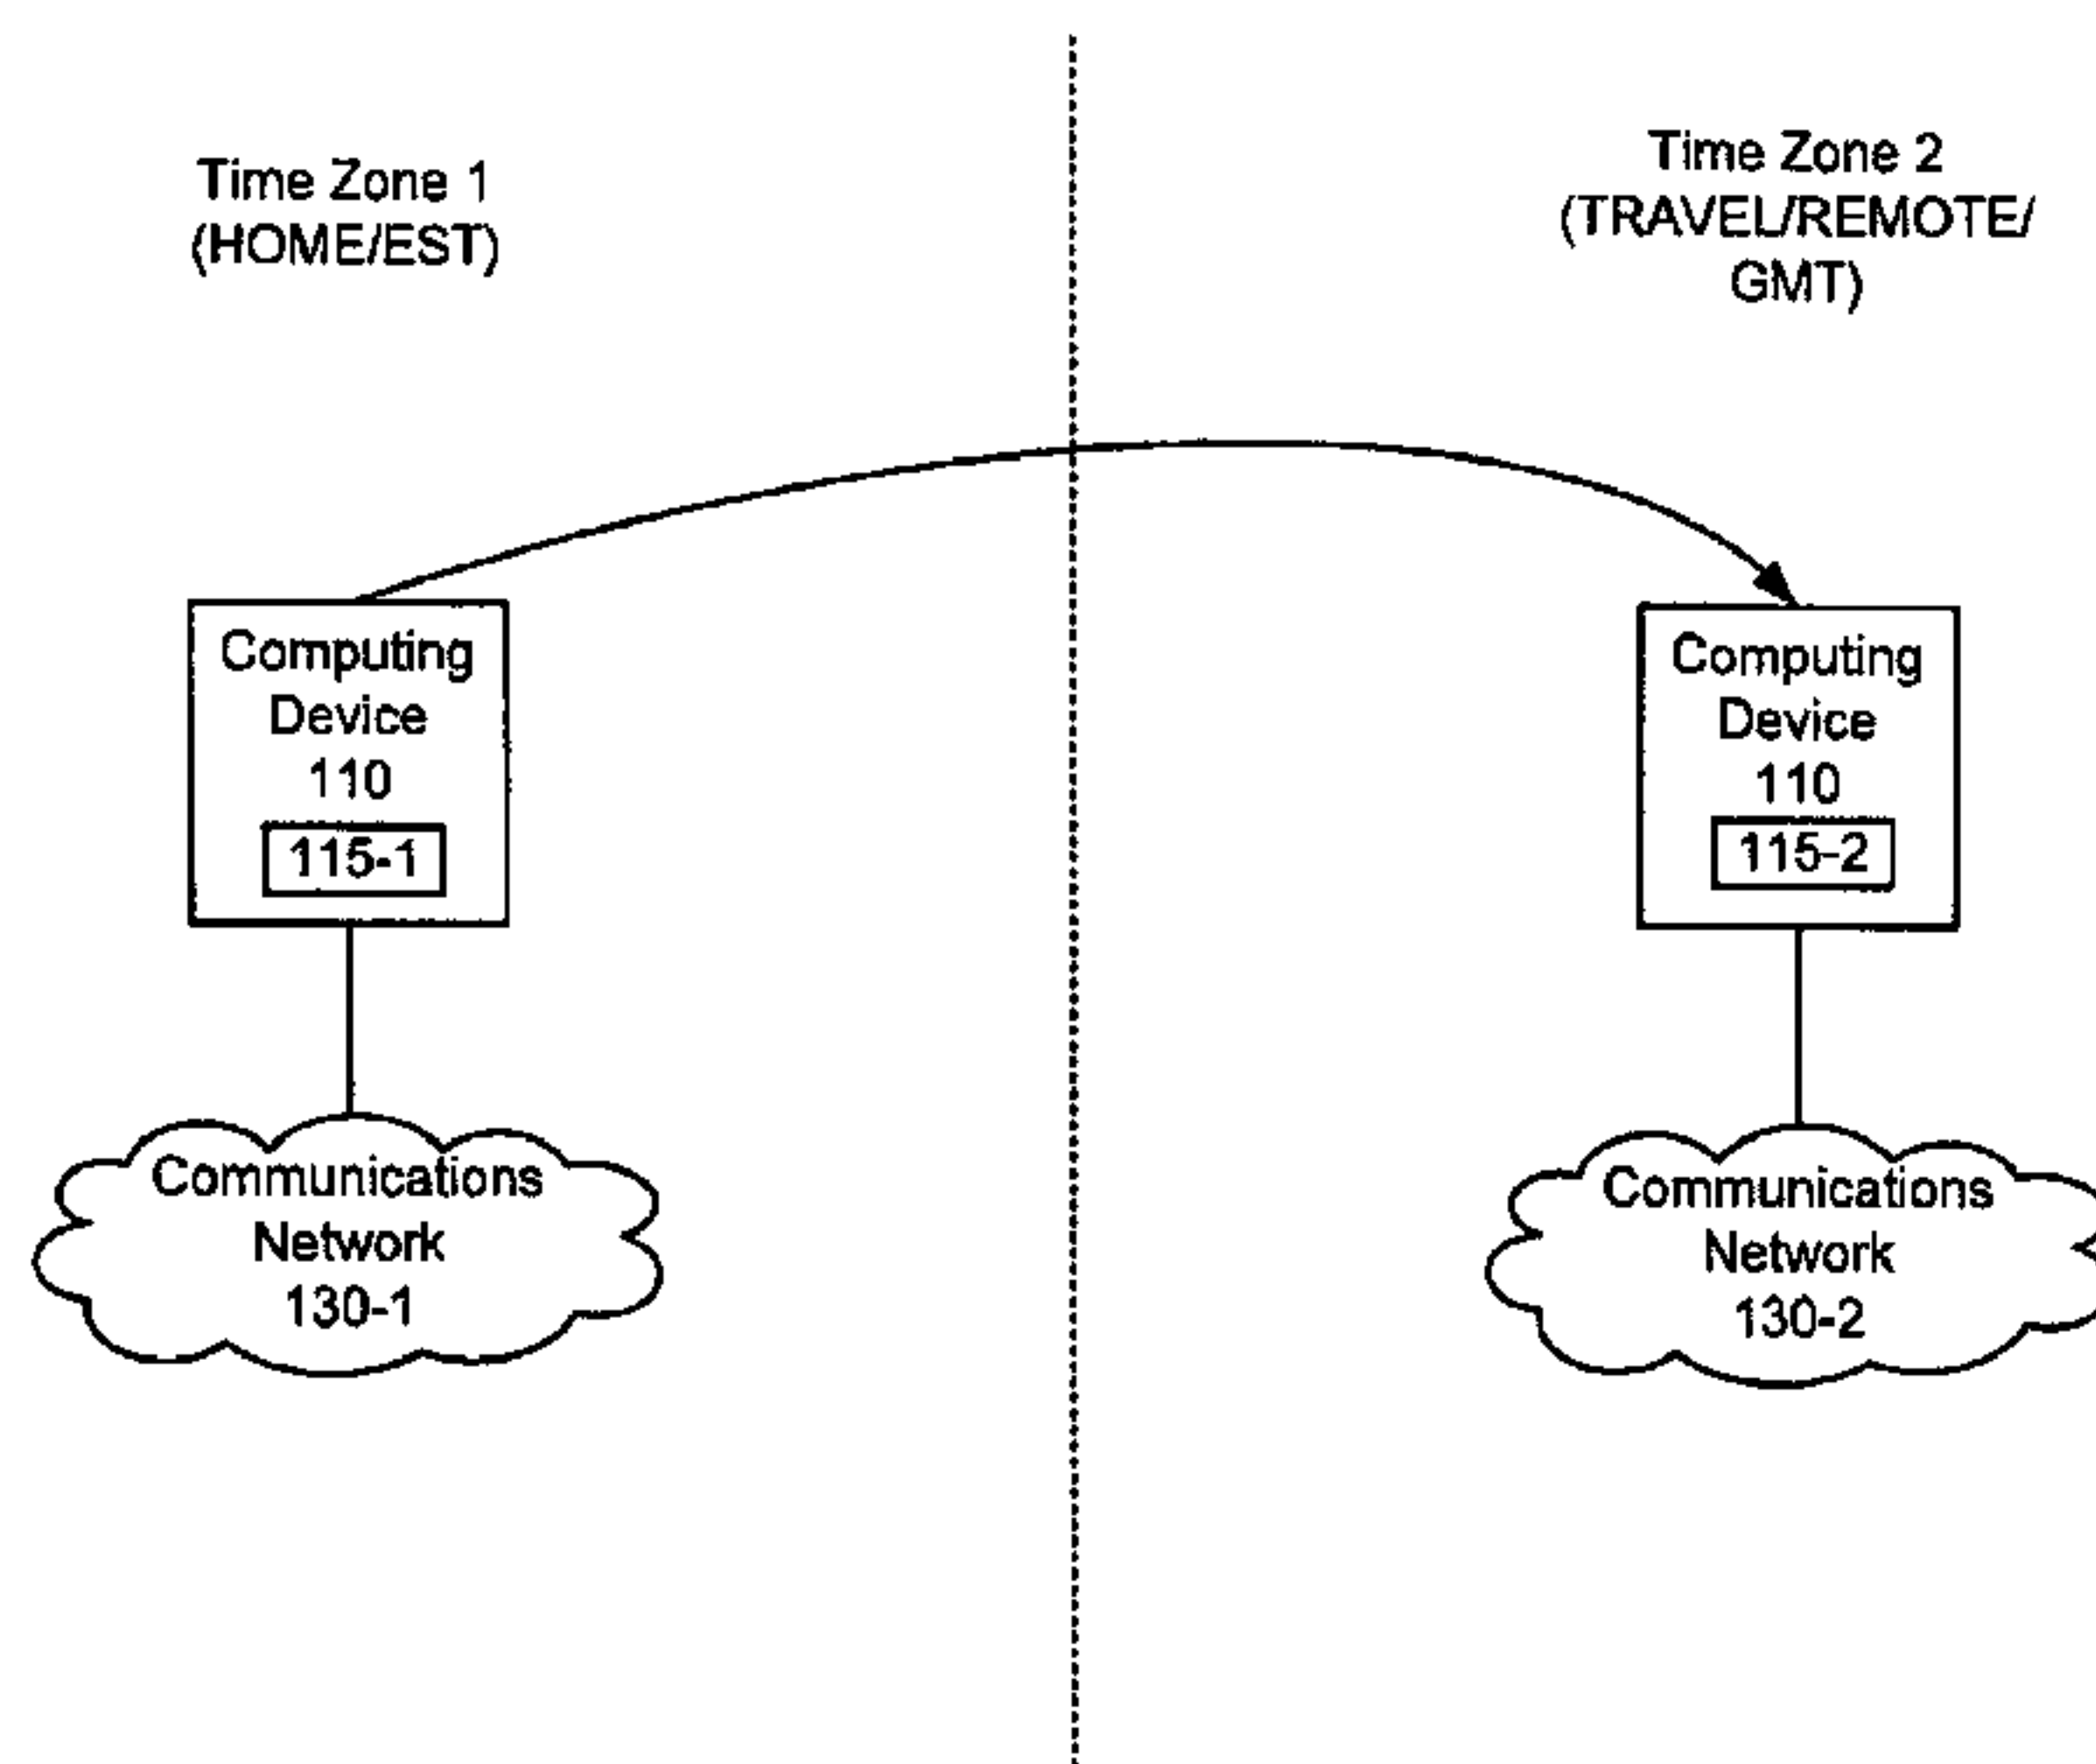 Time Zone 1
(HOME/EST)
Time Zone 2
(TRAVEL/REMOTE/
GMT)
Computing
Device
110
115-1
Computing
Device
110
115-2
Communications
Network
130-1
Communications
Network
130-2